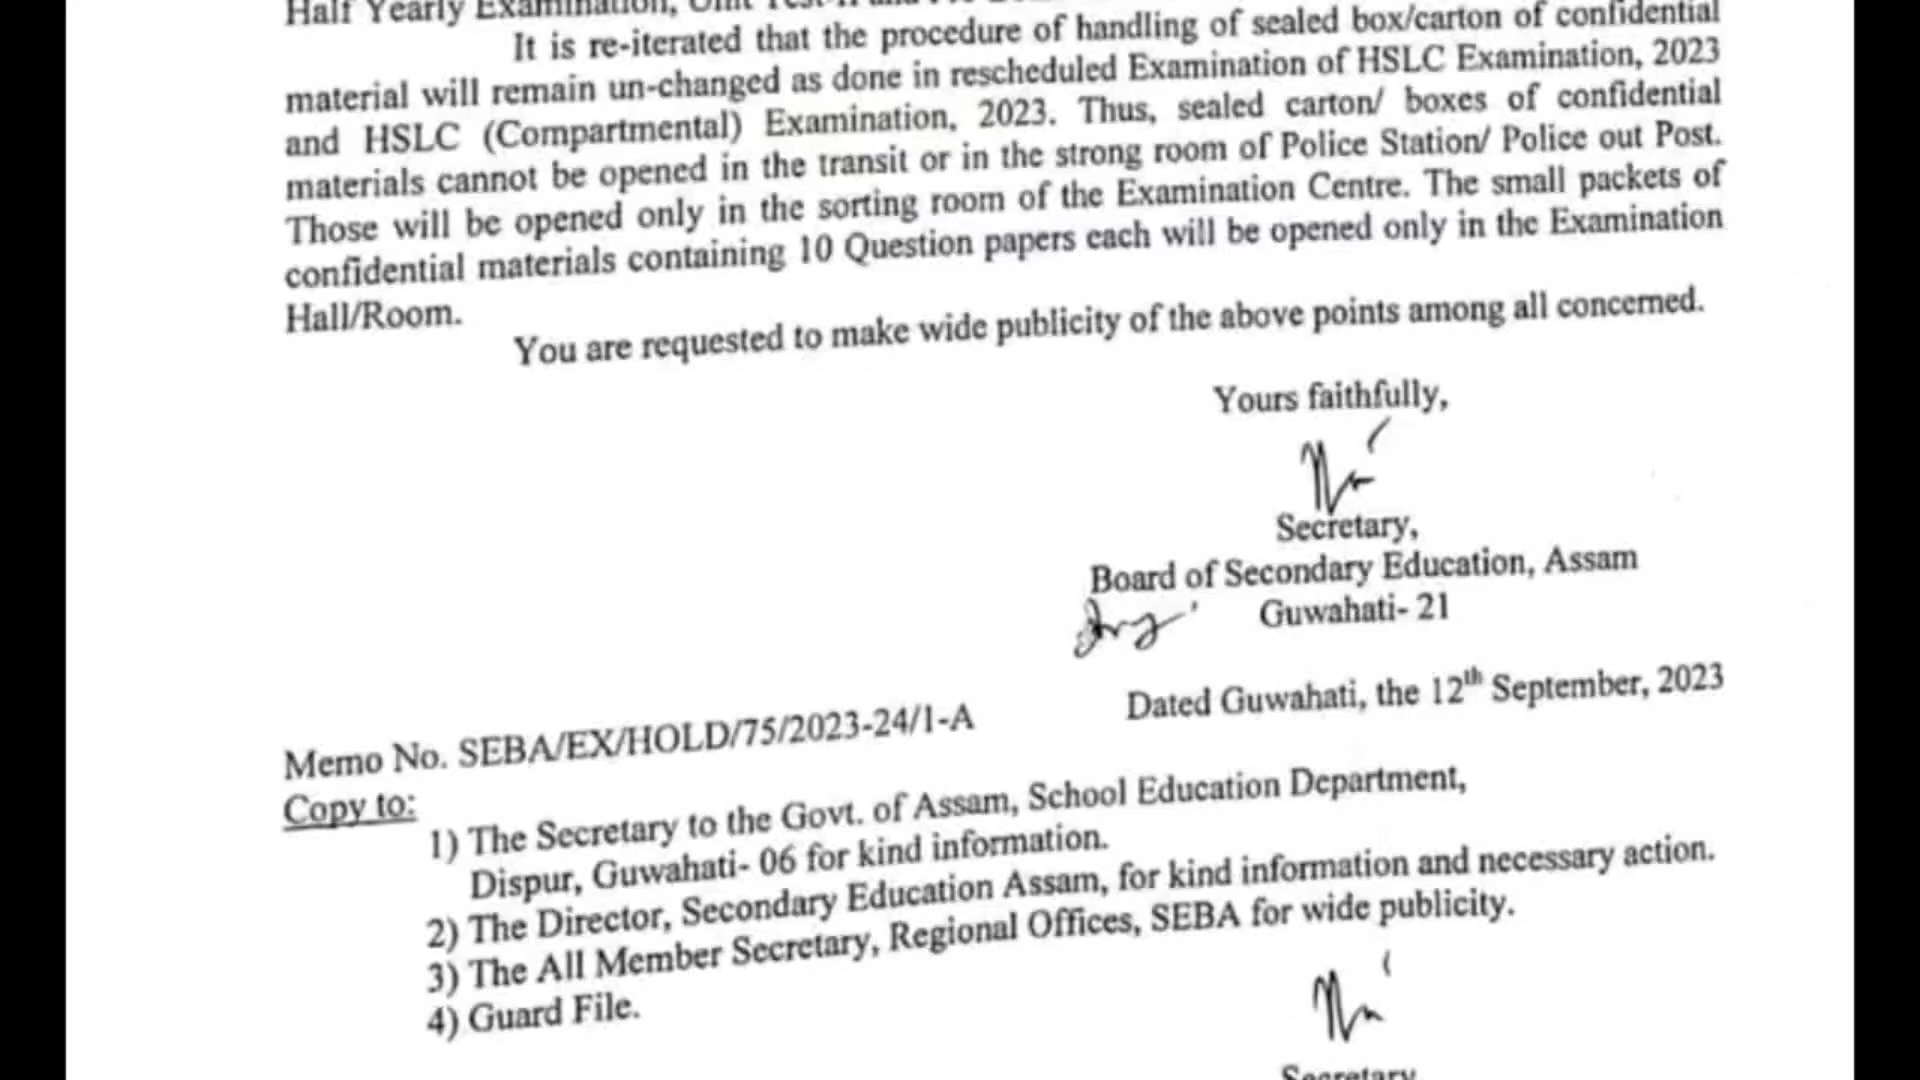 Half Yearly Examination, Unit Test-II and Pre
It is re-iterated that the procedure of handling of sealed box/carton of confidential
material will remain un-changed as done in rescheduled Examination of HSLC Examination, 2023
and HSLC (Compartmental) Examination, 2023. Thus, sealed carton/ boxes of confidential
materials cannot be opened in the transit or in the strong room of Police Station/ Police out Post.
Those will be opened only in the sorting room of the Examination Centre. The small packets of
confidential materials containing 10 Question papers each will be opened only in the Examination
Hall/Room.
You are requested to make wide publicity of the above points among all concerned.
Yours faithfully,
Secretary,
Board of Secondary Education, Assam
Guwahati- 21
Memo No. SEBA/EX/HOLD/75/2023-24/1-A
Dated Guwahati, the 12th September, 2023
Copy to:
1) The Secretary to the Govt. of Assam, School Education Department,
Dispur, Guwahati- 06 for kind information.
2) The Director, Secondary Education Assam, for kind information and necessary action.
3) The All Member Secretary, Regional Offices, SEBA for wide publicity.
4) Guard File.
Secretary